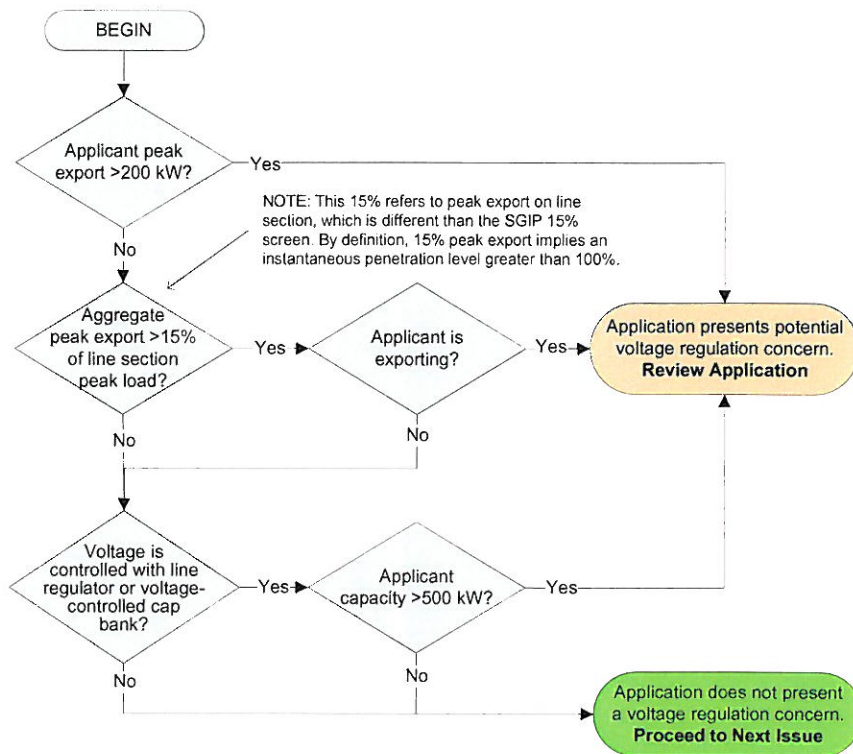 BEGIN
Applicant peak
export >200 kW?
Yes
NOTE: This 15% refers to peak export on line
section, which is different than the SGIP 15%
screen. By definition, 15% peak export implies an
instantaneous penetration level greater than 100%.
No
Aggregate
peak export >15%
of line section
peak load?
Yes
Applicant is
exporting?
Yes
Application presents potential
voltage regulation concern.
Review Application
No
No
Voltage is
controlled with line
regulator or voltage-
controlled cap
bank?
Yes
Applicant
capacity >500 kW?
Yes
No
No
Application does not present
a voltage regulation concern.
Proceed to Next Issue